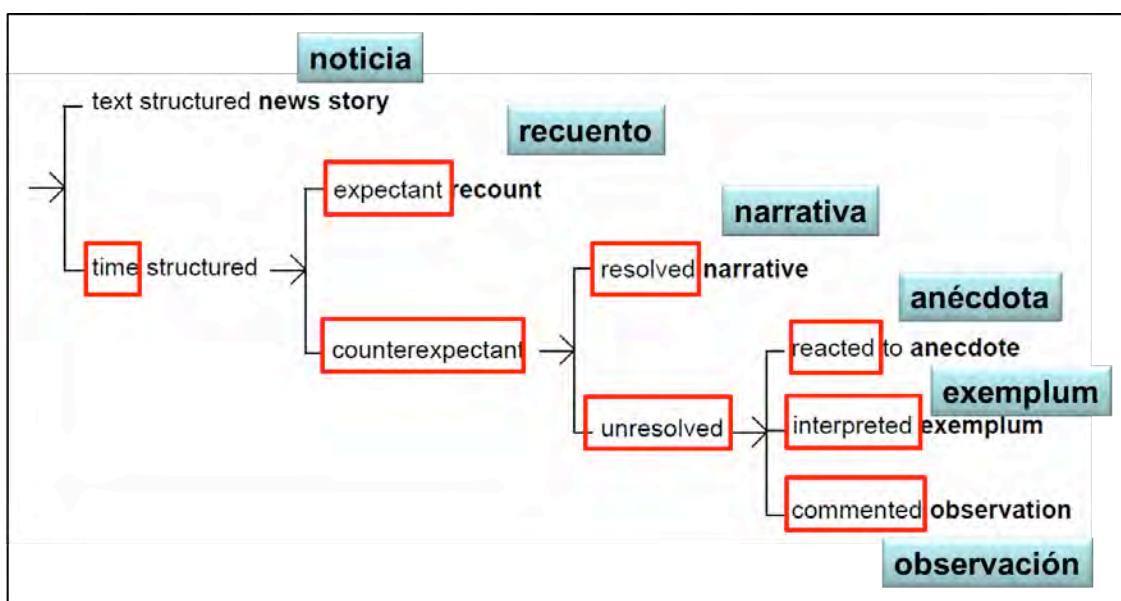 noticia
text structured news story
recuento
expectant recount
narrativa
time structured
resolved narrative
anécdota
counterexpectant
reacted to anecdote
exemplum
unresolved
interpreted exemplum
commented observation
observación